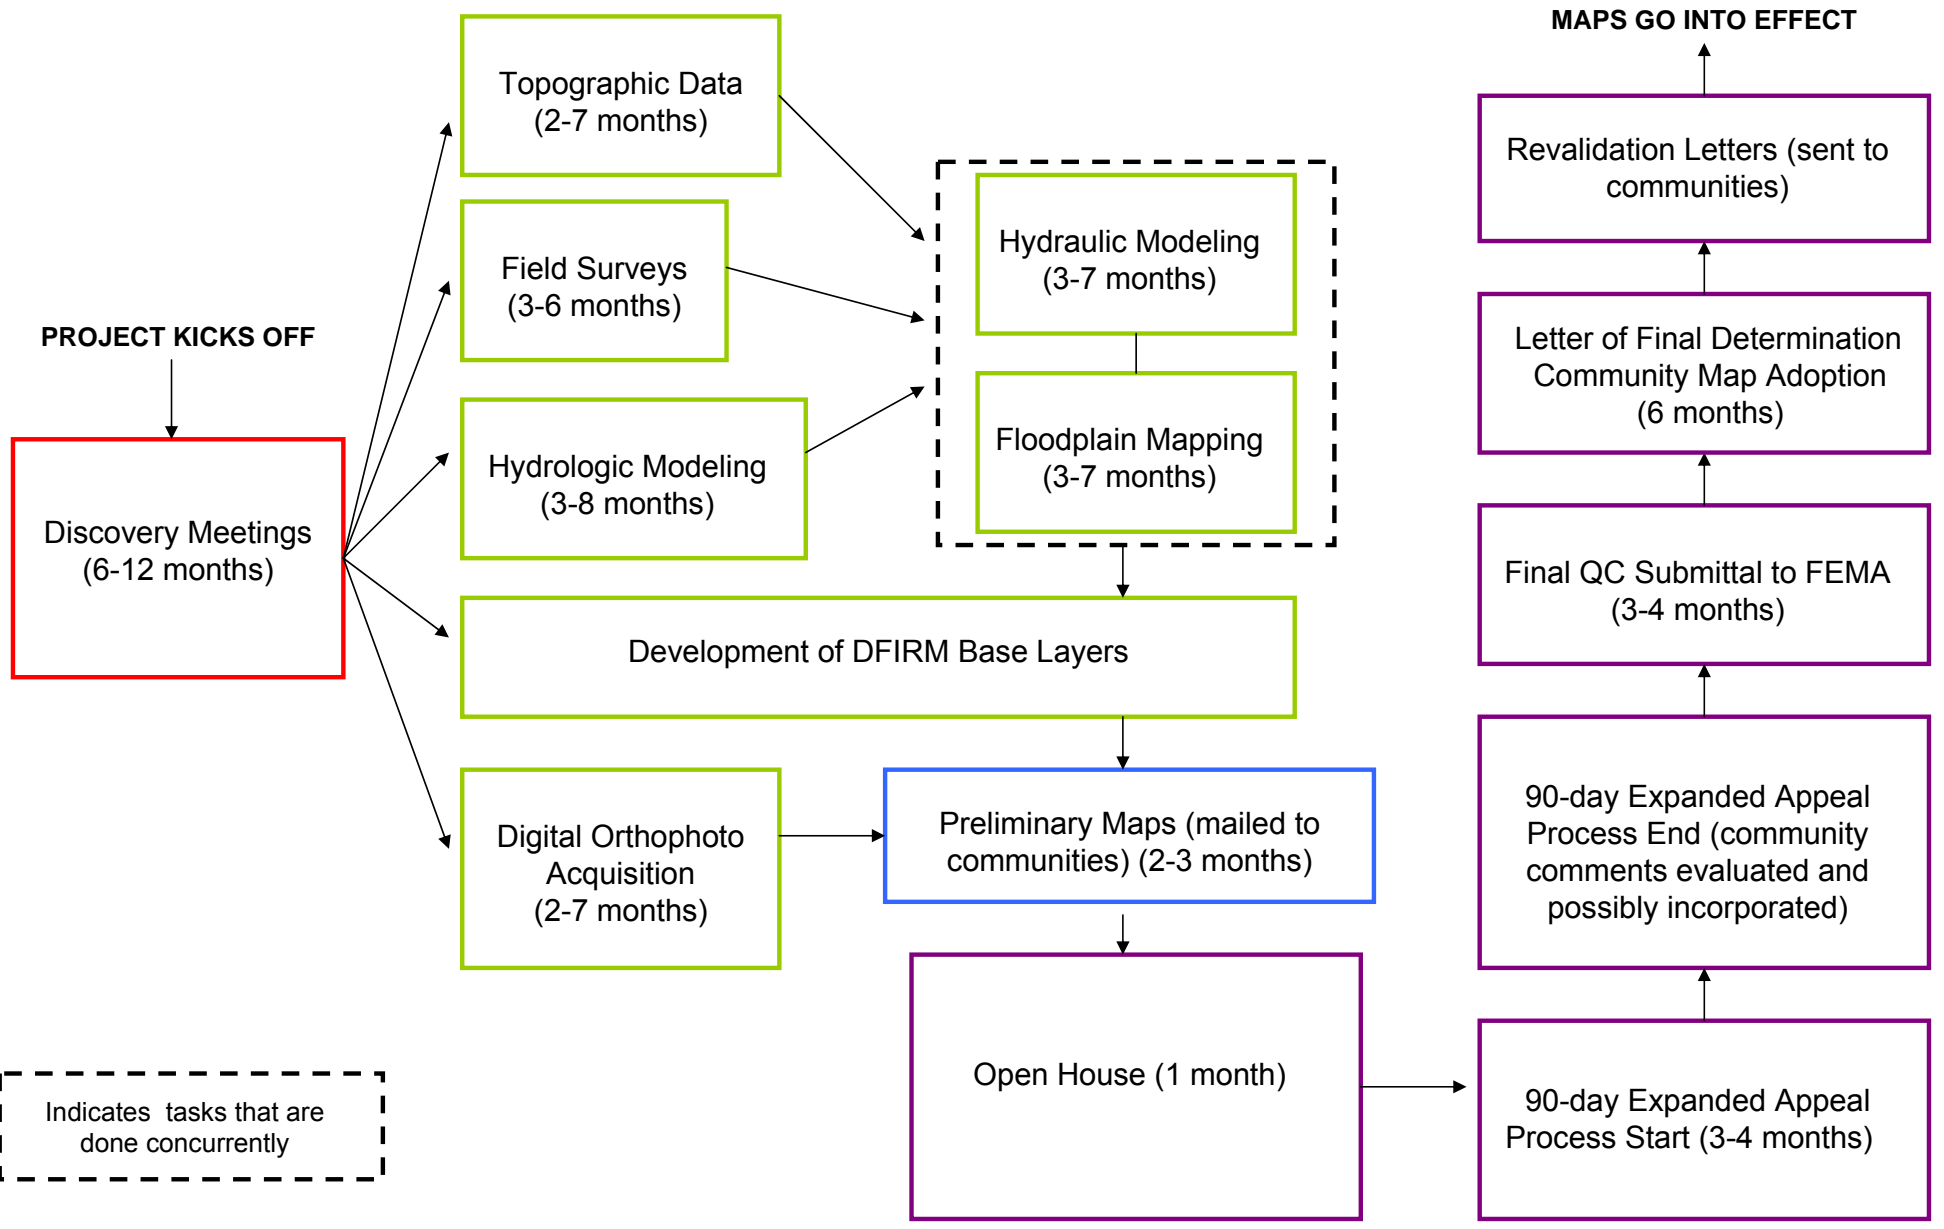 PROJECT KICKS OFF
Discovery Meetings
(6-12 months)
Topographic Data
(2-7 months)
Field Surveys
(3-6 months)
Hydrologic Modeling
(3-8 months)
Hydraulic Modeling
(3-7 months)
Floodplain Mapping
(3-7 months)
Development of DFIRM Base Layers
Digital Orthophoto
Acquisition
(2-7 months)
Preliminary Maps (mailed to
communities) (2-3 months)
Open House (1 month)
90-day Expanded Appeal
Process Start (3-4 months)
90-day Expanded Appeal
Process End (community
comments evaluated and
possibly incorporated)
Final QC Submittal to FEMA
(3-4 months)
Letter of Final Determination
Community Map Adoption
(6 months)
Revalidation Letters (sent to
communities)
MAPS GO INTO EFFECT
Indicates tasks that are
done concurrently